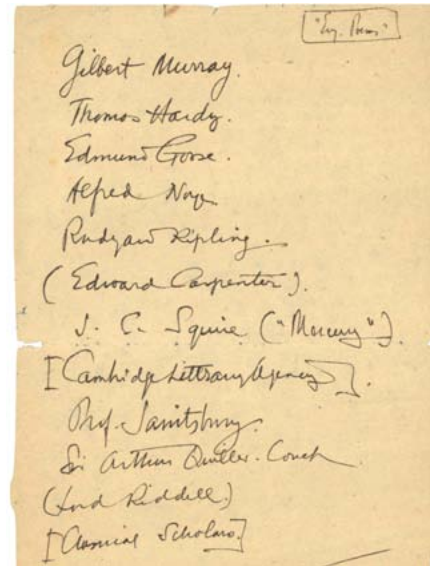 "Eng. Poems"
Gilbert Murray.
Thomas Hardy.
Edmund Gosse.
Alfred Noyes
Rudyard Kipling.
(Edward Carpenter).
J. C. Squire ("Mercury").
[Cambridge Literary Agency].
Prof. Saintsbury.
Sir Arthur Quiller-Couch
(Lord Riddell.)
[Classical Scholars]